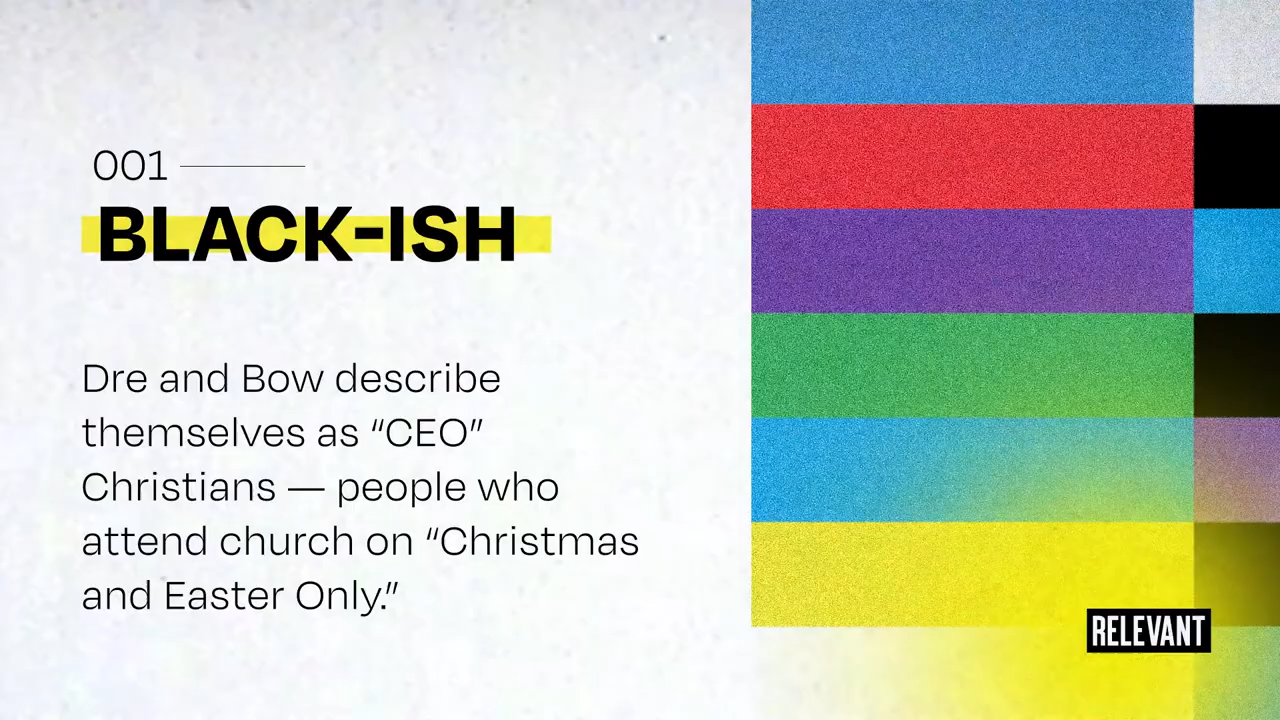 001
BLACK-ISH
Dre and Bow describe
themselves as “CEO”
Christians — people who
attend church on “Christmas
and Easter Only.”
RELEVANT